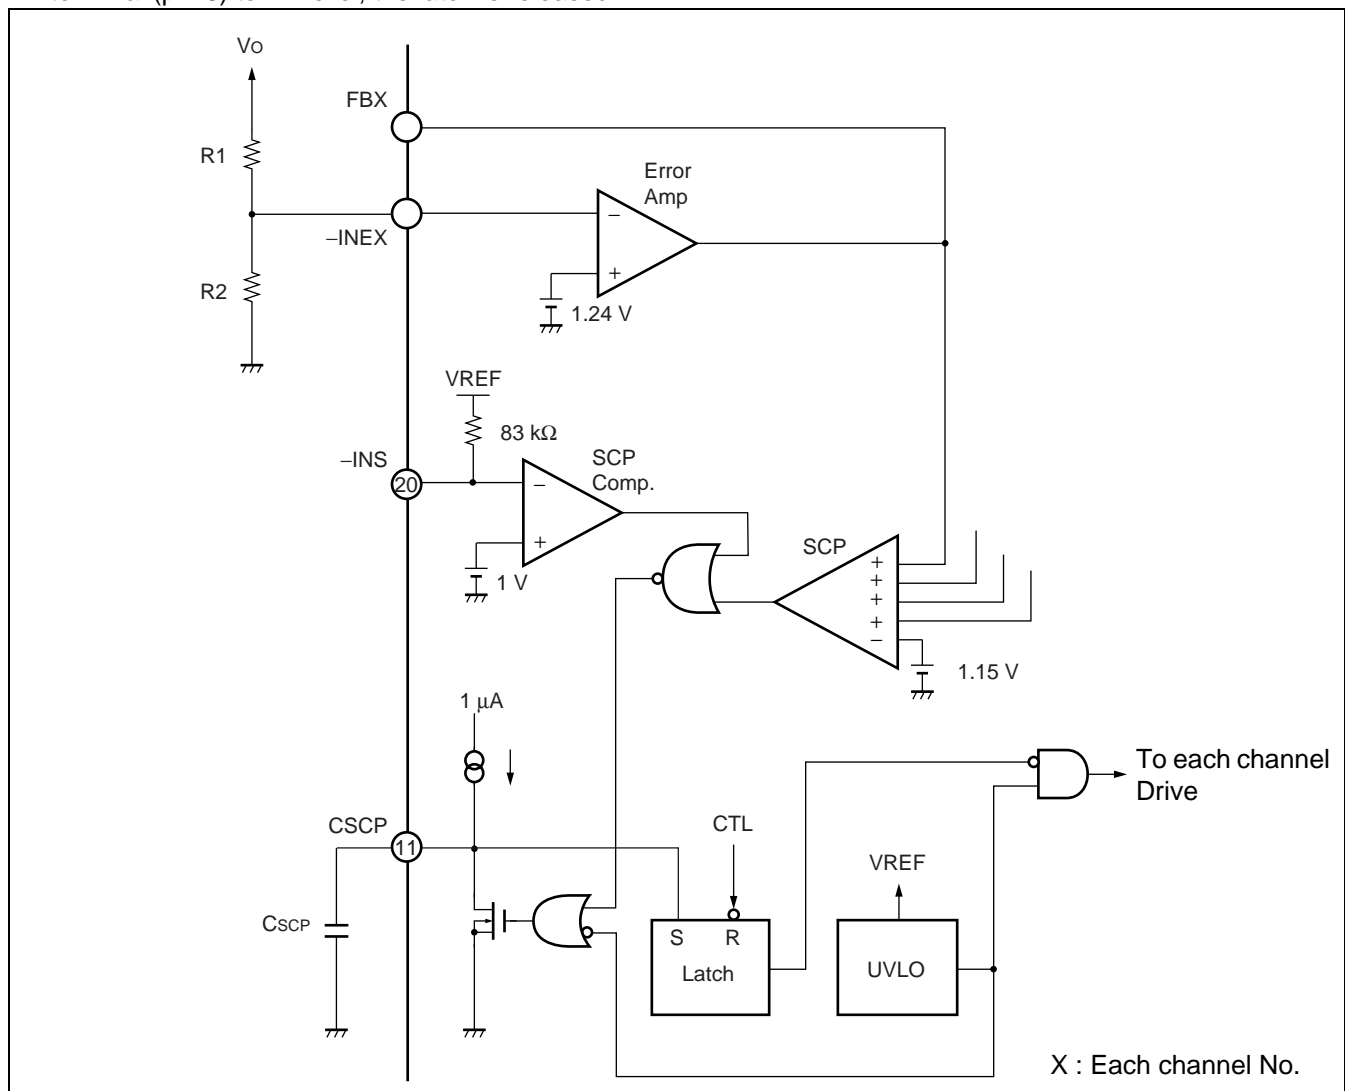 Vo
FBX
R1
Error
Amp
−
−INEX
+
R2
1.24 V
VREF
83 kΩ
−INS
SCP
Comp.
20
−
SCP
+
+
+
+
+
−
1 V
1.15 V
1 µA
To each channel
Drive
CSCP
11
CTL
VREF
CSCP
S R
Latch
UVLO
X : Each channel No.